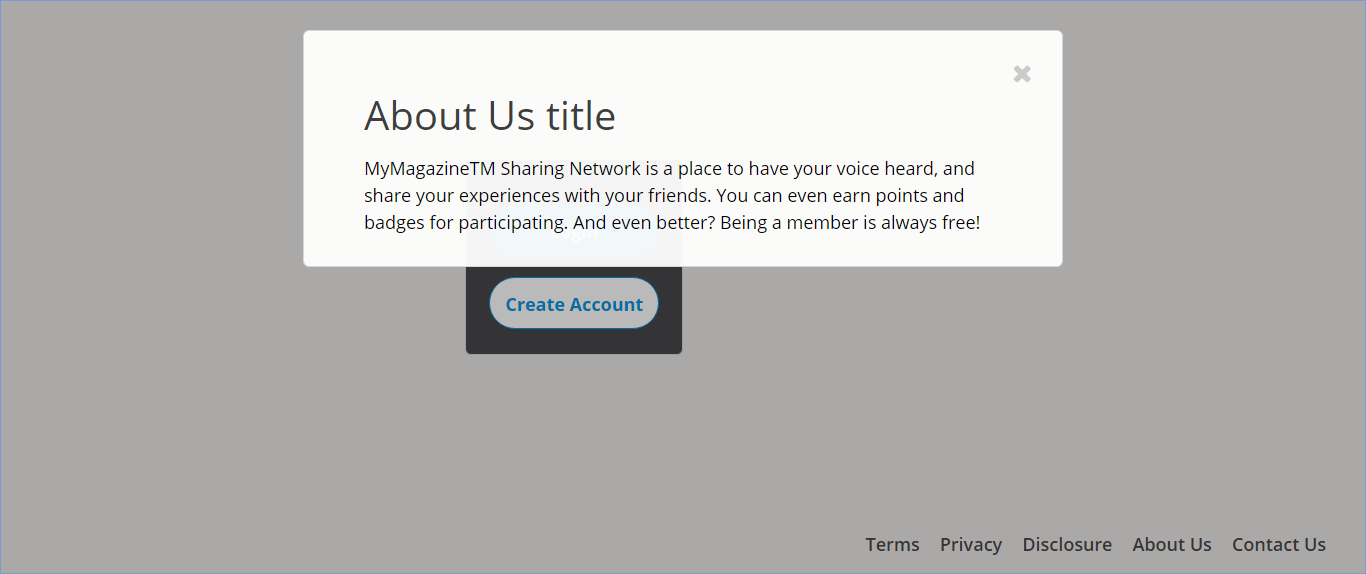 About Us title
MyMagazineTM Sharing Network is a place to have your voice heard, and
share your experiences with your friends. You can even earn points and
badges for participating. And even better? Being a member is always free!
Create Account
Terms Privacy Disclosure About Us Contact Us